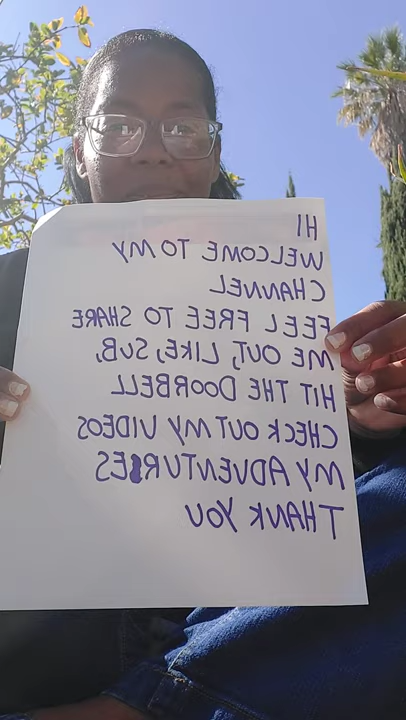 HI
WELCOME TO MY
CHANNEL
FEEL FREE TO SHARE
ME OUT, LIKE, SUB,
HIT THE DOORBELL
CHECK OUT MY VIDEOS
MY ADVENTURES
THANK YOU